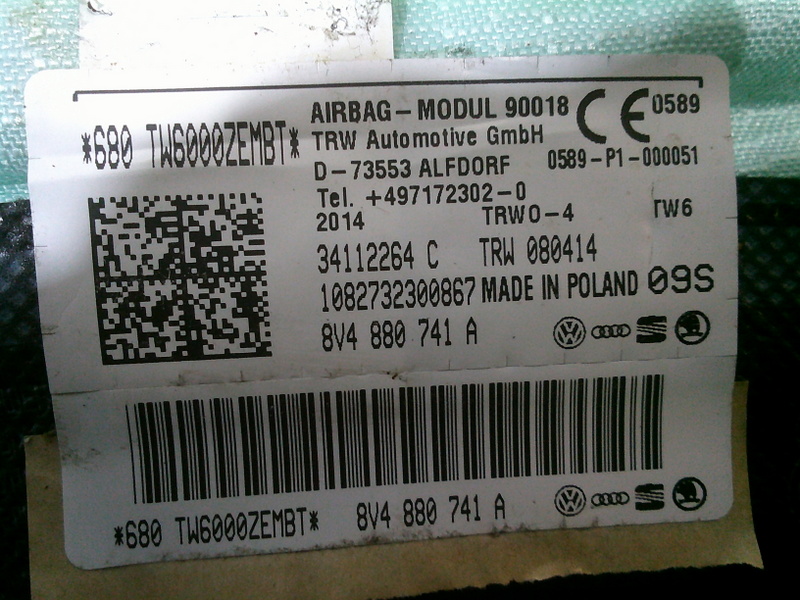 AIRBAG-MODUL 90018 CE 0589
*680 TW6000ZEMBT*
TRW Automotive GmbH
D-73553 ALFDORF 0589-P1-000051
Tel. +497172302-0
2014 TRWO-4 TW6
34112264 C TRW 080414
1082732300867 MADE IN POLAND 09S
8V4 880 741 A
*680 TW6000ZEMBT* 8V4 880 741 A